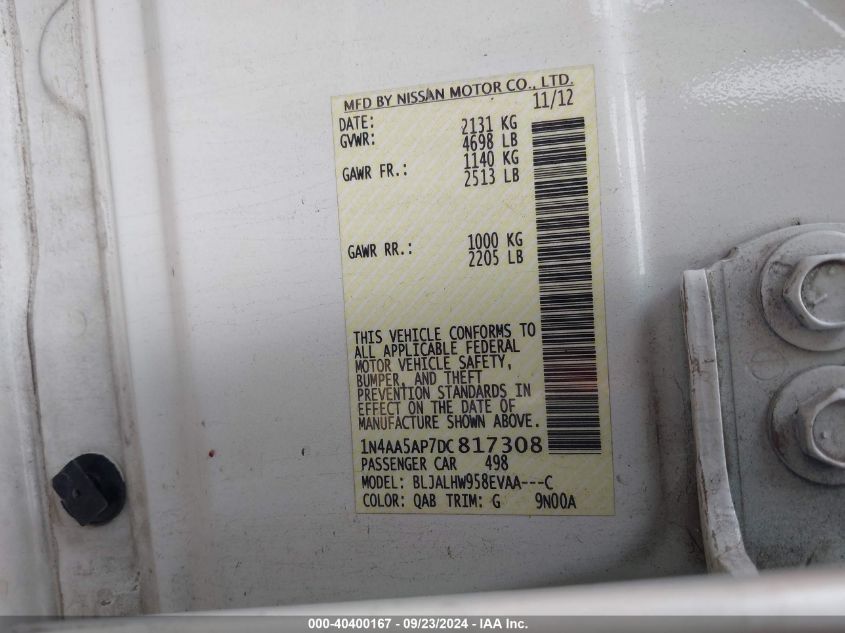 MFD BY NISSAN MOTOR CO., LTD.
DATE: 11/12
GVWR: 2131 KG
4698 LB
GAWR FR.: 1140 KG
2513 LB
GAWR RR.: 1000 KG
2205 LB
THIS VEHICLE CONFORMS TO
ALL APPLICABLE FEDERAL
MOTOR VEHICLE SAFETY,
BUMPER, AND THEFT
PREVENTION STANDARDS IN
EFFECT ON THE DATE OF
MANUFACTURE SHOWN ABOVE.
1N4AA5AP7DC817308
PASSENGER CAR 498
MODEL: BLJALHW958EVAA---C
COLOR: QAB TRIM: G 9N00A
000-40400167 - 09/23/2024 - IAA Inc.